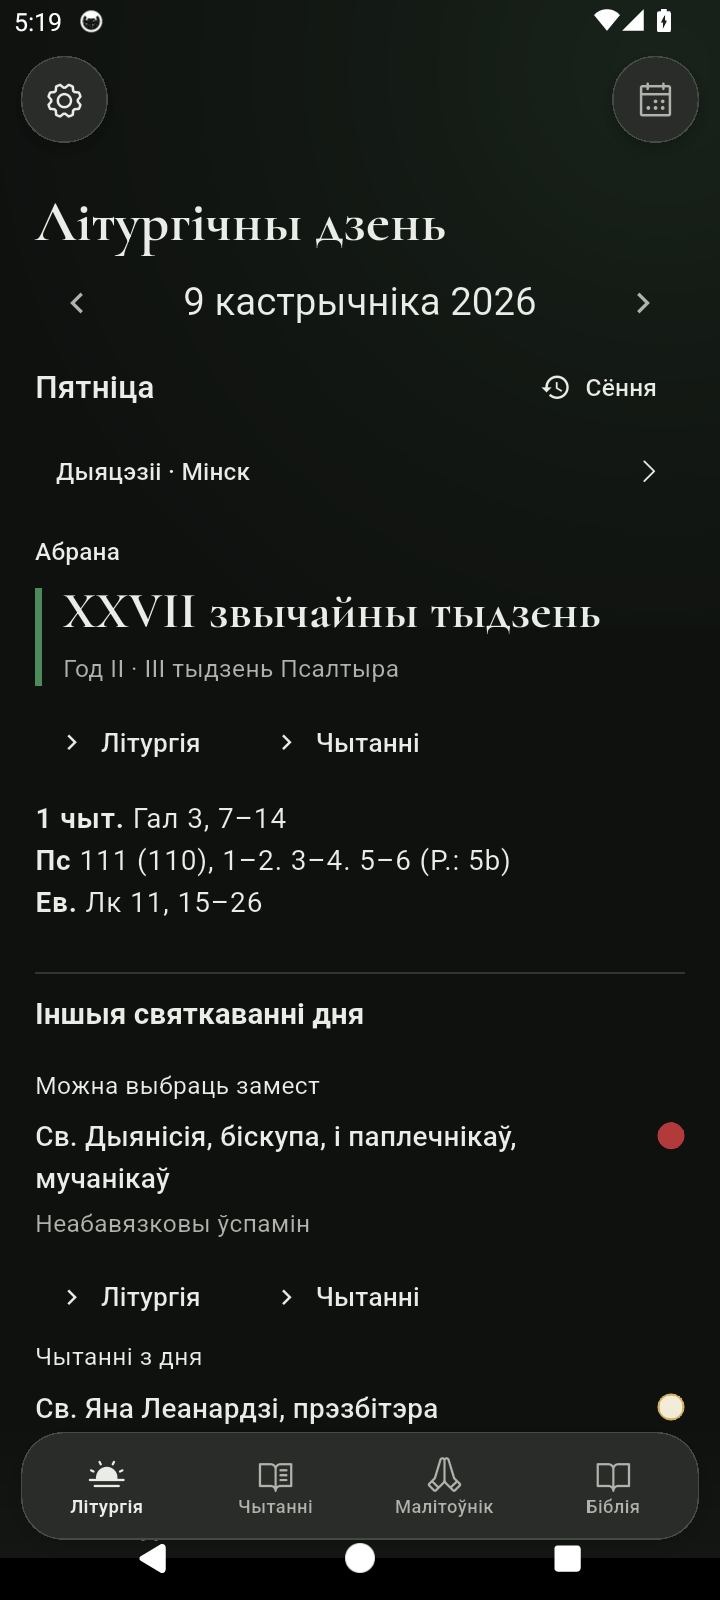 5:19
Літургічны дзень
9 кастрычніка 2026
Пятніца
Сёння
Дыяцэзіі · Мінск
Абрана
XXVII звычайны тыдзень
Год II · III тыдзень Псалтыра
Літургія
Чытанні
1 чыт. Гал 3, 7–14
Пс 111 (110), 1–2. 3–4. 5–6 (Р.: 5b)
Ев. Лк 11, 15–26
Іншыя святкаванні дня
Можна выбраць замест
Св. Дыянісія, біскупа, і паплечнікаў,
мучанікаў
Неабавязковы ўспамін
Літургія
Чытанні
Чытанні з дня
Св. Яна Леанардзі, прэзбітэра
Літургія
Чытанні
Малітоўнік
Біблія